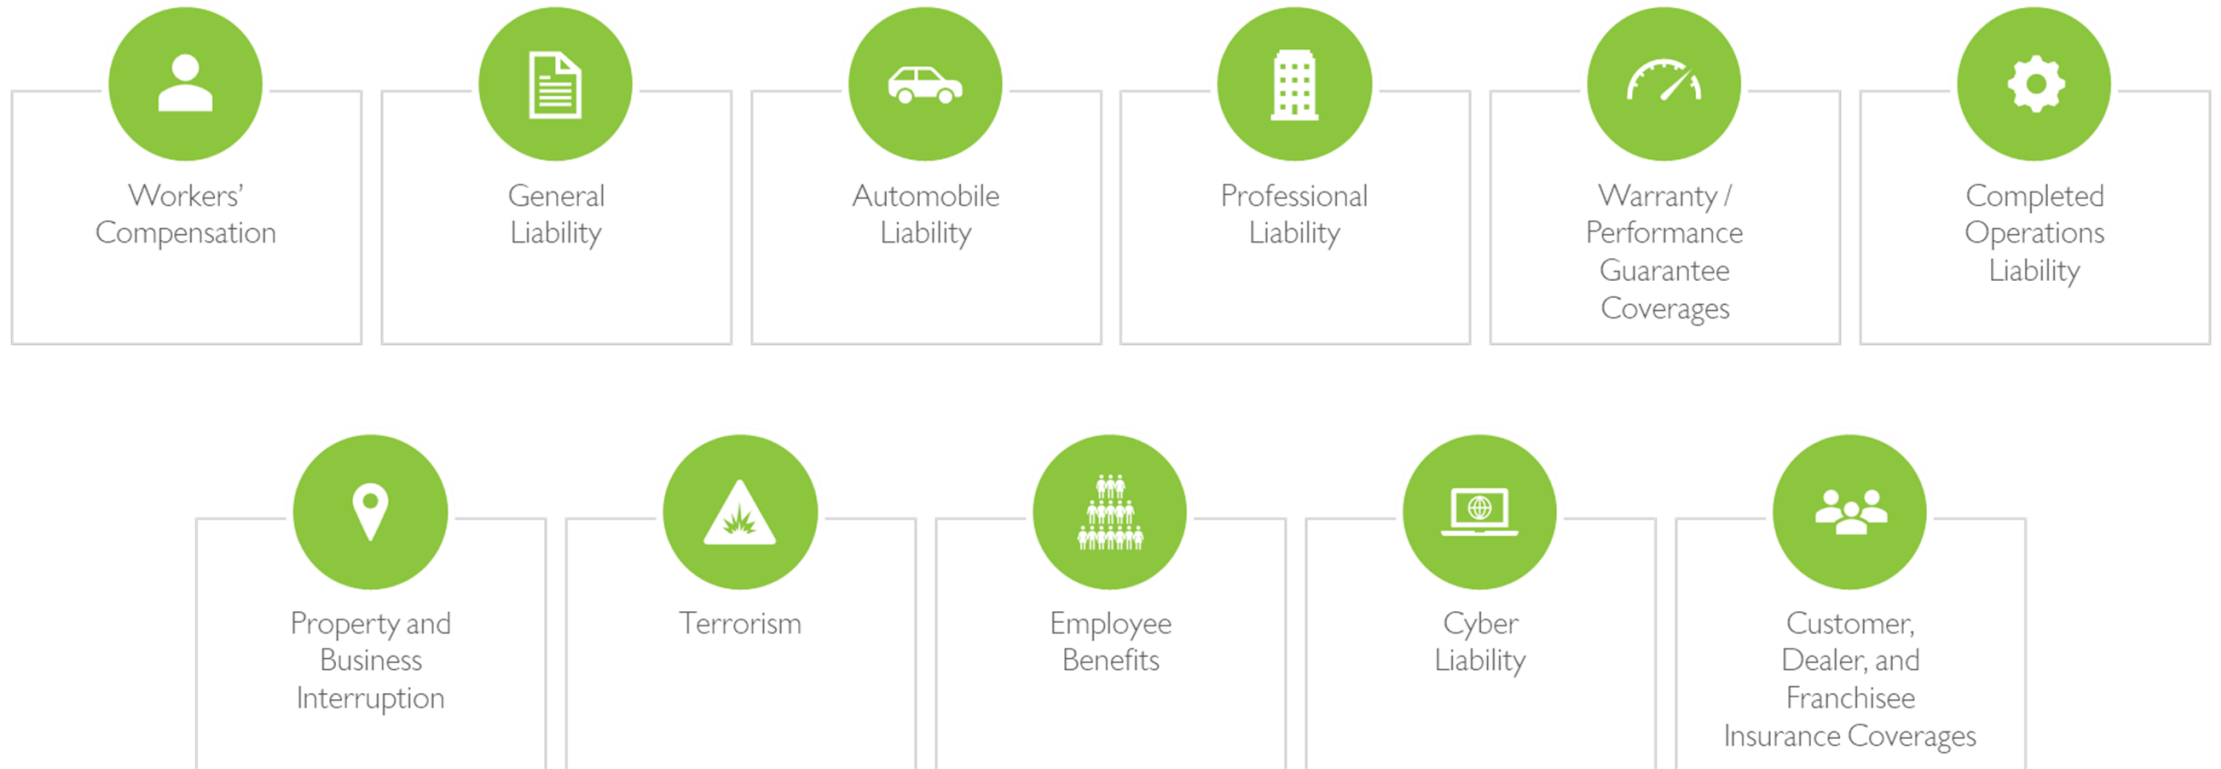 Workers’
Compensation
General
Liability
Automobile
Liability
Professional
Liability
Warranty /
Performance
Guarantee
Coverages
Completed
Operations
Liability
Property and
Business
Interruption
Terrorism
Employee
Benefits
Cyber
Liability
Customer,
Dealer, and
Franchisee
Insurance Coverages